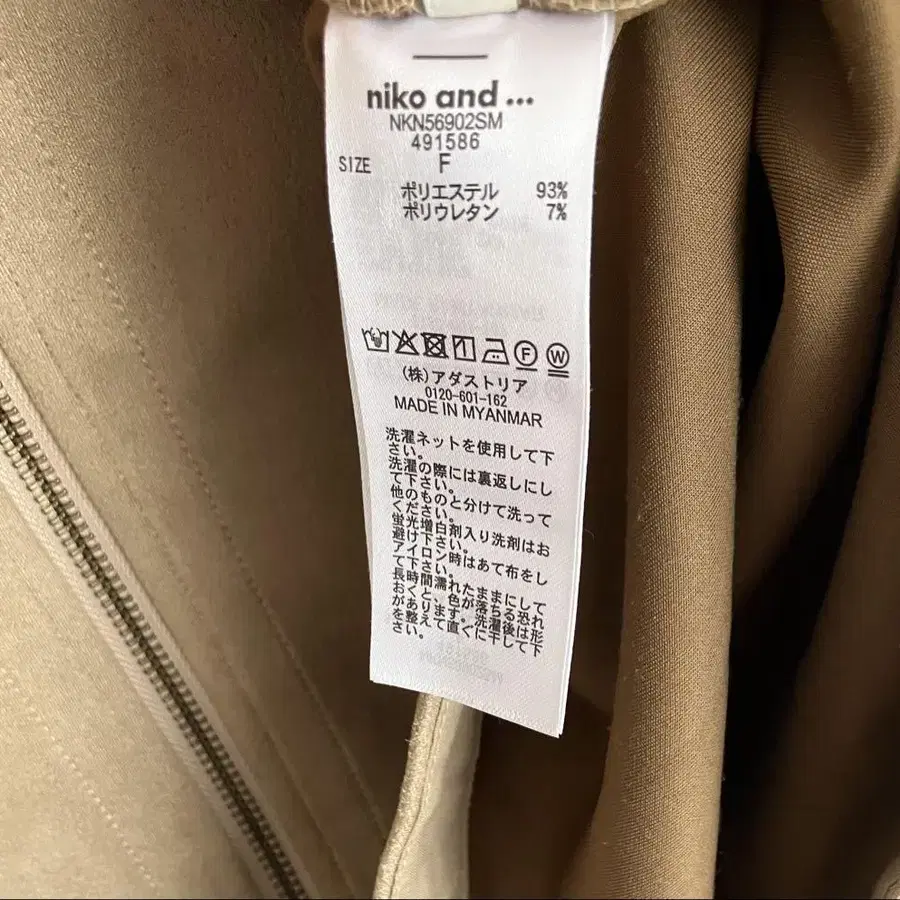 niko and ...
NKN56902SM
491586
SIZE F
ポリエステル 93%
ポリウレタン 7%
F W
(株)アダストリア
0120-601-162
MADE IN MYANMAR
洗濯ネットを使用して下
さい。
洗濯の際には裏返しにし
て下さい。
他のものと分けて洗って
ください。
蛍光増白剤入り洗剤はお
避け下さい。
アイロン時はあて布をし
て下さい。
長時間濡れたままにして
おくと、色が落ちる恐れ
があります。洗濯後は形
を整えて直ぐに干して下
さい。